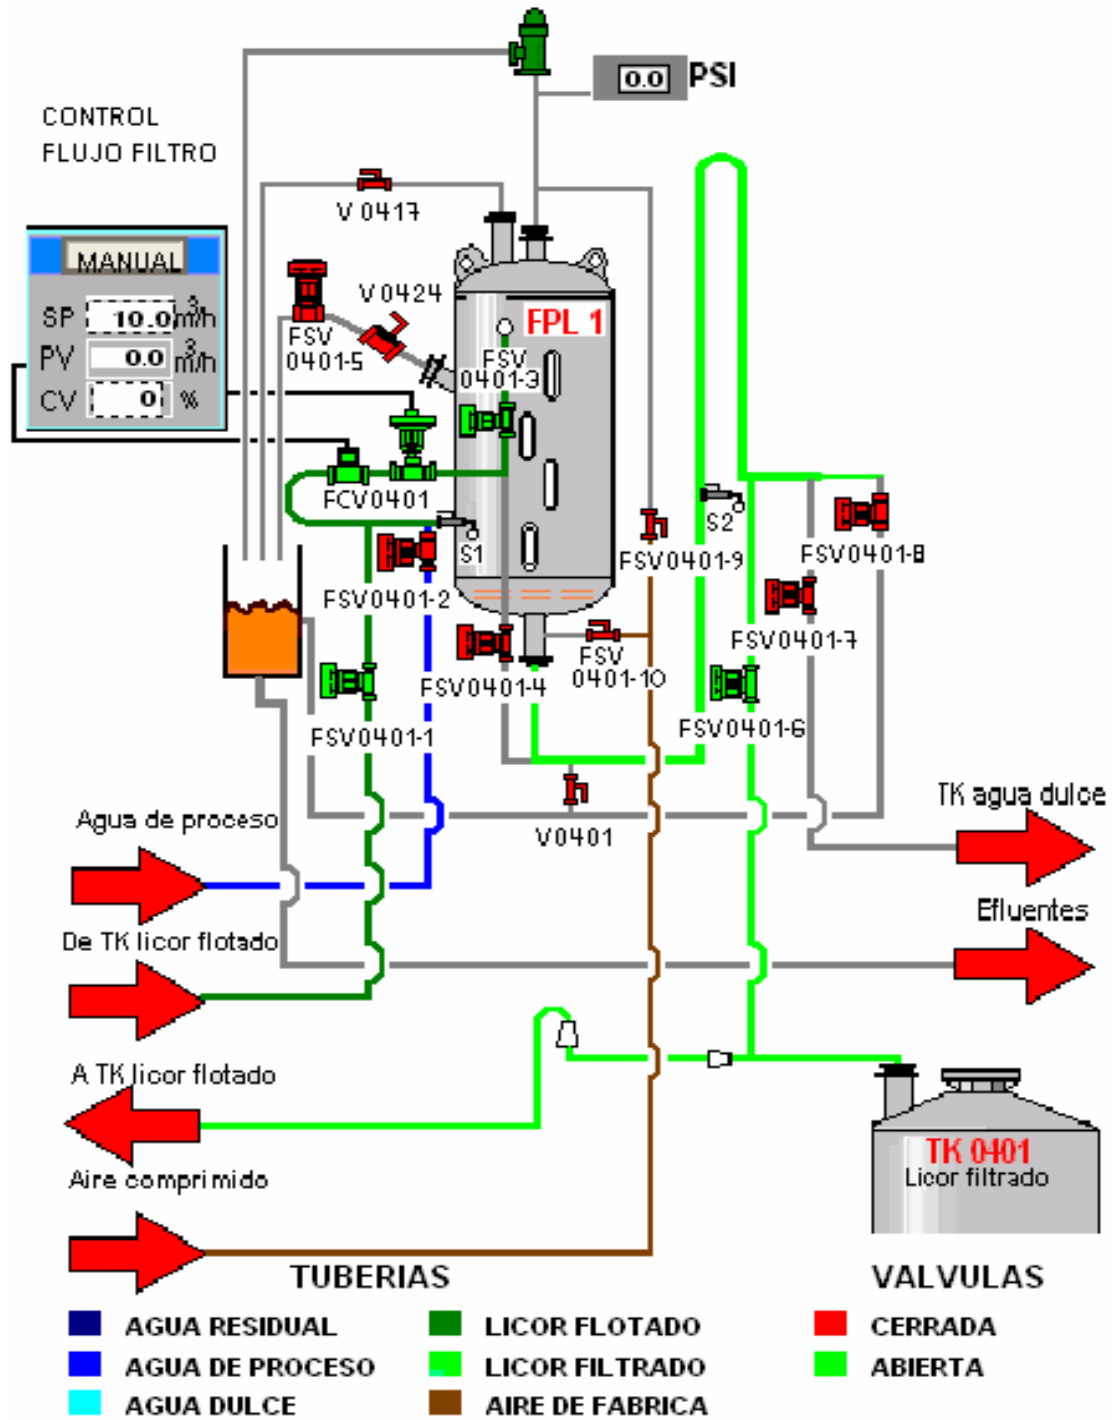 PSI
0.0
CONTROL
FLUJO FILTRO
V 0417
MANUAL
SP 10.0 m³/h
PV 0.0 m³/h
CV 0 %
V 0424
FSV
0401-5
FPL 1
FSV
0401-3
FCV0401
S1
S2
FSV0401-2
FSV0401-9
FSV0401-8
FSV0401-7
FSV
0401-10
FSV0401-4
FSV0401-1
FSV0401-6
V0401
TK agua dulce
Agua de proceso
Efluentes
De TK licor flotado
A TK licor flotado
TK 0401
Licor filtrado
Aire comprimido
TUBERIAS
VALVULAS
AGUA RESIDUAL
LICOR FLOTADO
CERRADA
AGUA DE PROCESO
LICOR FILTRADO
ABIERTA
AGUA DULCE
AIRE DE FABRICA